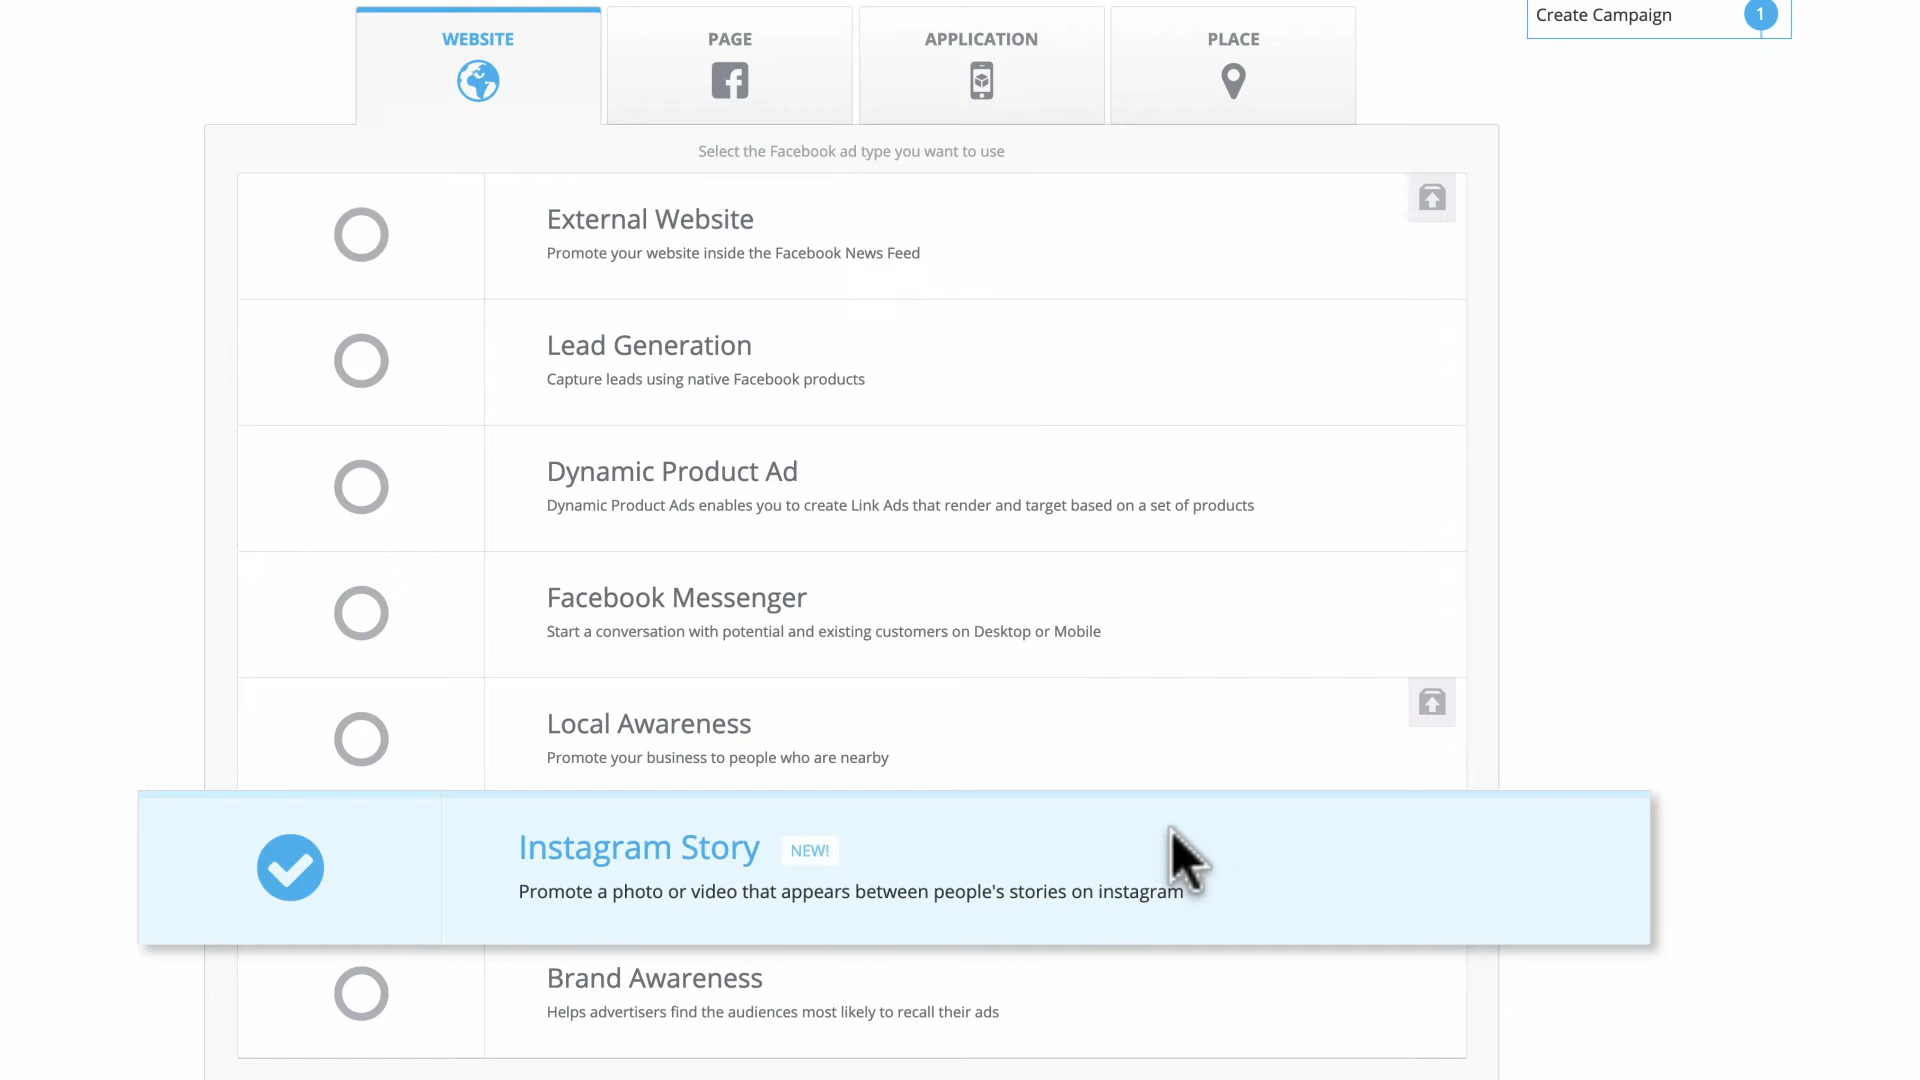 Create Campaign
1
WEBSITE
PAGE
APPLICATION
PLACE
Select the Facebook ad type you want to use
External Website
Promote your website inside the Facebook News Feed
Lead Generation
Capture leads using native Facebook products
Dynamic Product Ad
Dynamic Product Ads enables you to create Link Ads that render and target based on a set of products
Facebook Messenger
Start a conversation with potential and existing customers on Desktop or Mobile
Local Awareness
Promote your business to people who are nearby
Instagram Story NEW!
Promote a photo or video that appears between people's stories on instagram
Brand Awareness
Helps advertisers find the audiences most likely to recall their ads